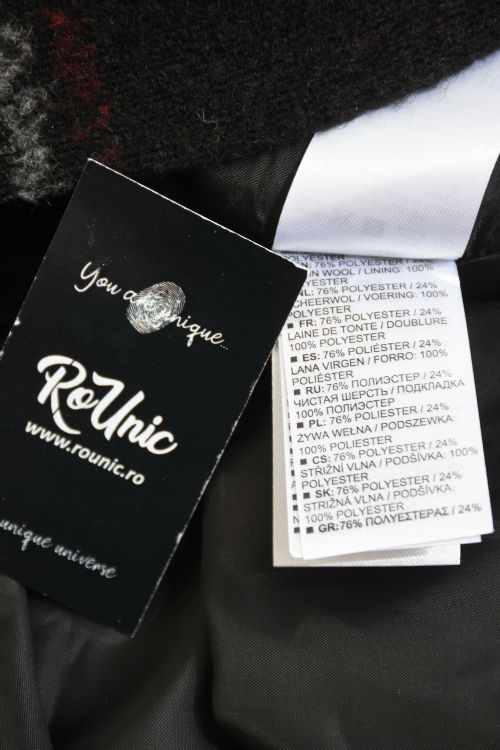 You are unique...
RoUnic
www.rounic.ro
unique universe
POLYESTER
EN: 76% POLYESTER / 24%
WOOL / LINING: 100%
POLYESTER
NL: 76% POLYESTER / 24%
SCHEERWOL / VOERING: 100%
POLYESTER
■ FR: 76% POLYESTER / 24%
LAINE DE TONTE / DOUBLURE:
100% POLYESTER
■ ES: 76% POLIÉSTER / 24%
LANA VIRGEN / FORRO: 100%
POLIÉSTER
■ RU: 76% ПОЛИЭСТЕР / 24%
ЧИСТАЯ ШЕРСТЬ / ПОДКЛАДКА:
100% ПОЛИЭСТЕР
■ PL: 76% POLIESTER / 24%
ŻYWA WEŁNA / PODSZEWKA:
100% POLIESTER
■ CS: 76% POLYESTER / 24%
STŘIŽNÍ VLNA / PODŠÍVKA: 100%
POLYESTER
■ SK: 76% POLYESTER / 24%
STRIŽNÁ VLNA / PODŠÍVKA:
100% POLYESTER
■ GR:76% ΠΟΛΥΕΣΤΕΡΑΣ / 24%